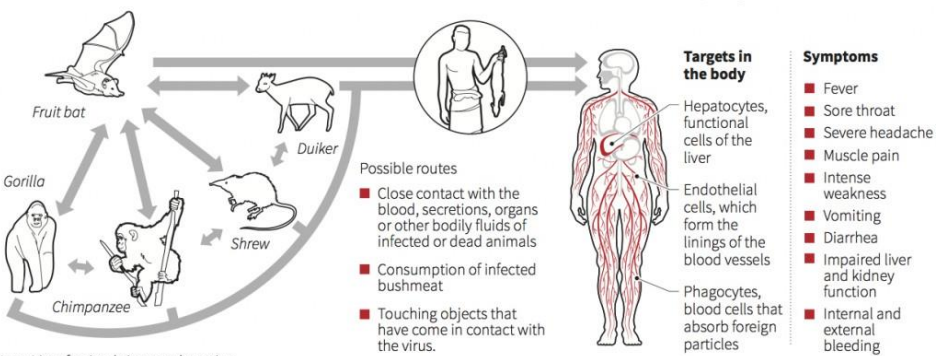 Fruit bat
Duiker
Gorilla
Shrew
Chimpanzee
Possible routes
Close contact with the
blood, secretions, organs
or other bodily fluids of
infected or dead animals
Consumption of infected
bushmeat
Touching objects that
have come in contact with
the virus.
Targets in
the body
Hepatocytes,
functional
cells of the
liver
Endothelial
cells, which
form the
linings of the
blood vessels
Phagocytes,
blood cells that
absorb foreign
particles
Symptoms
Fever
Sore throat
Severe headache
Muscle pain
Intense
weakness
Vomiting
Diarrhea
Impaired liver
and kidney
function
Internal and
external
bleeding